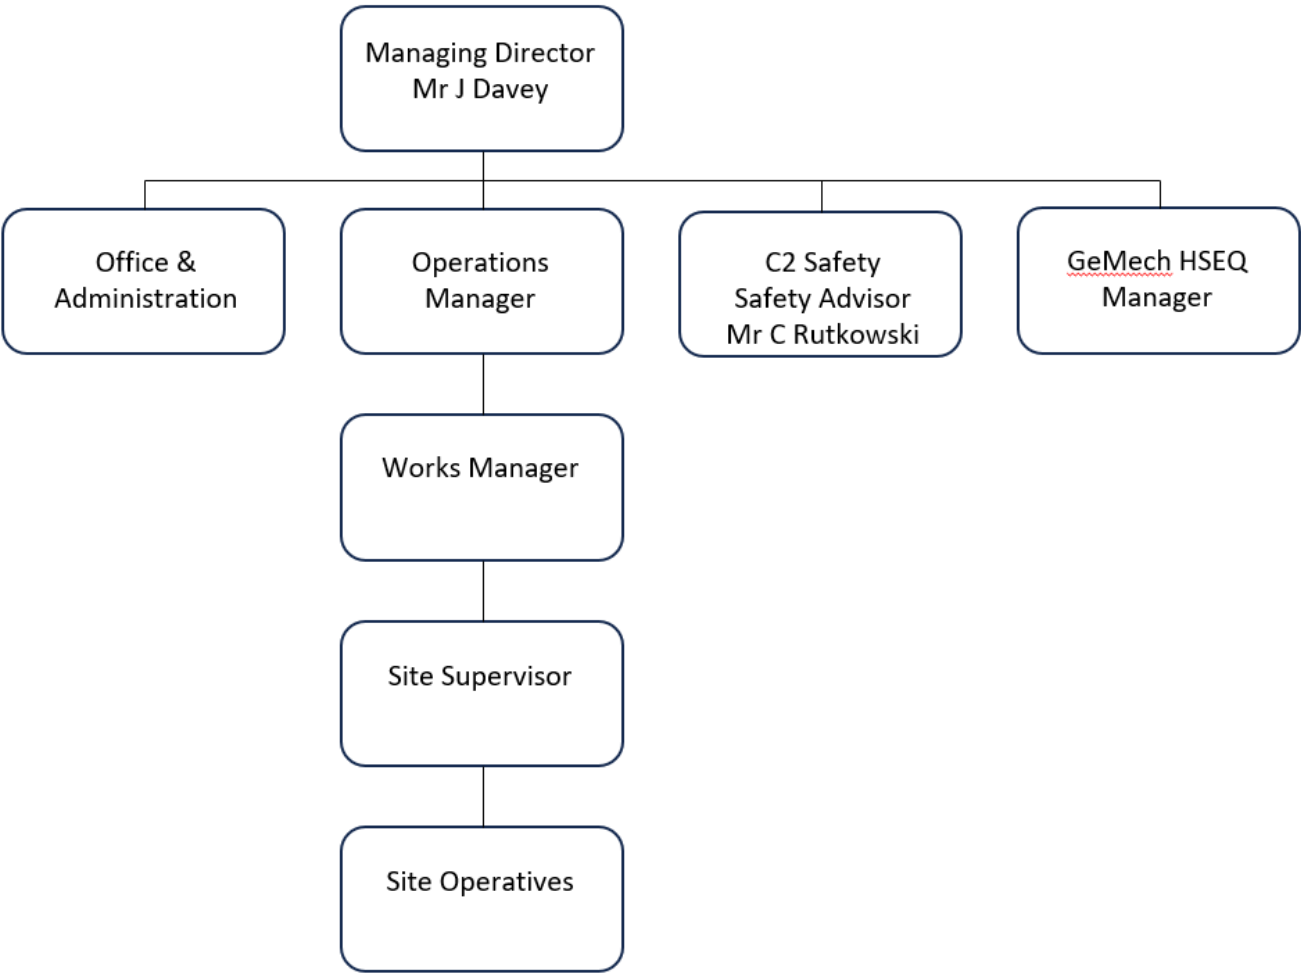 Managing Director
Mr J Davey
Office &
Administration
Operations
Manager
C2 Safety
Safety Advisor
Mr C Rutkowski
GeMech HSEQ
Manager
Works Manager
Site Supervisor
Site Operatives